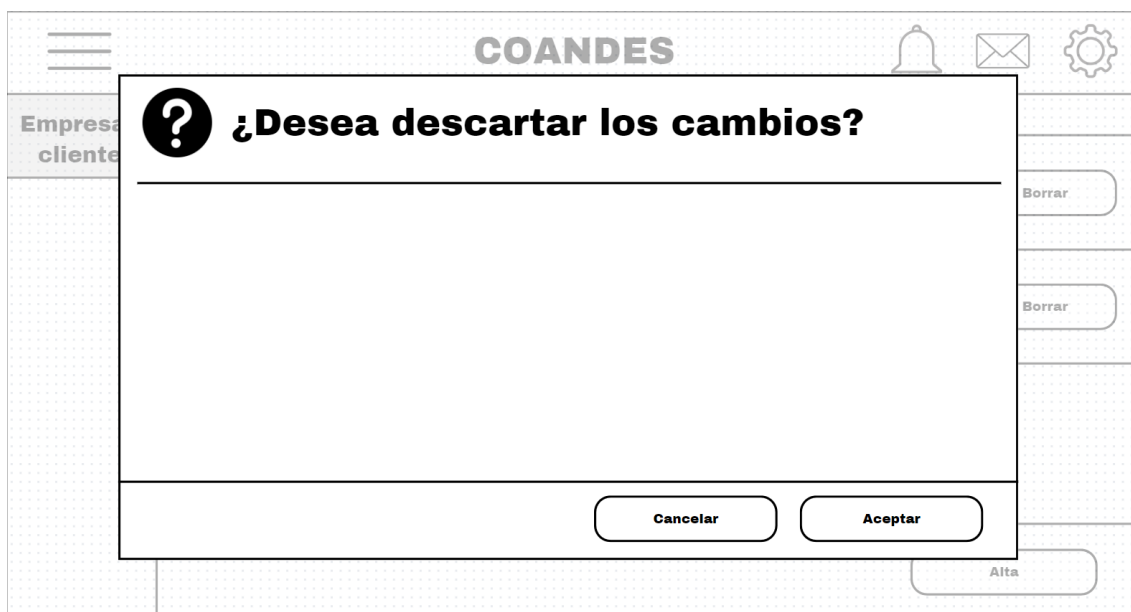 COANDES
Empresa
cliente
¿Desea descartar los cambios?
Borrar
Borrar
Cancelar
Aceptar
Alta